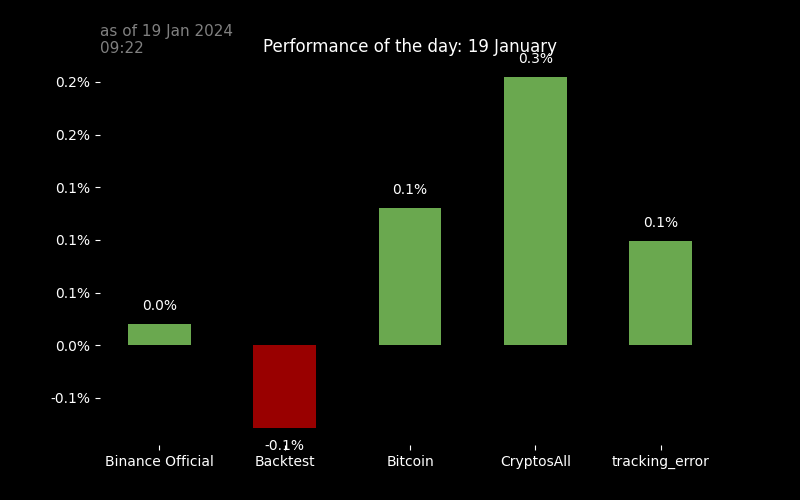 as of 19 Jan 2024
09:22
Performance of the day: 19 January
0.3%
0.2%
0.2%
0.1%
0.1%
0.1%
0.1%
0.1%
0.0%
0.0%
-0.1%
-0.1%
Binance Official
Backtest
Bitcoin
CryptosAll
tracking_error